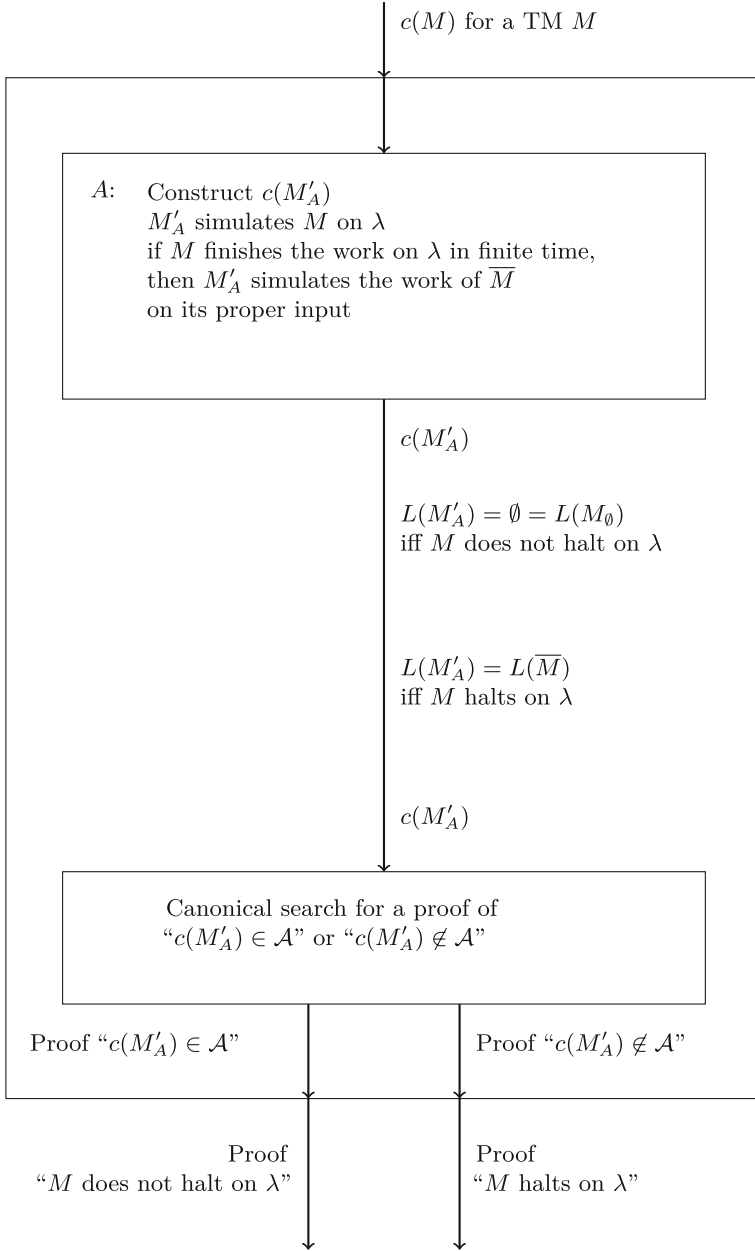 c(M) for a TM M
A: Construct c(M′_A)
M′_A simulates M on λ
if M finishes the work on λ in finite time,
then M′_A simulates the work of M̅
on its proper input
c(M′_A)
L(M′_A) = ∅ = L(M_∅)
iff M does not halt on λ
L(M′_A) = L(M̅)
iff M halts on λ
c(M′_A)
Canonical search for a proof of
“c(M′_A) ∈ 𝒜” or “c(M′_A) ∉ 𝒜”
Proof “c(M′_A) ∈ 𝒜”
Proof “c(M′_A) ∉ 𝒜”
Proof
“M does not halt on λ”
Proof
“M halts on λ”